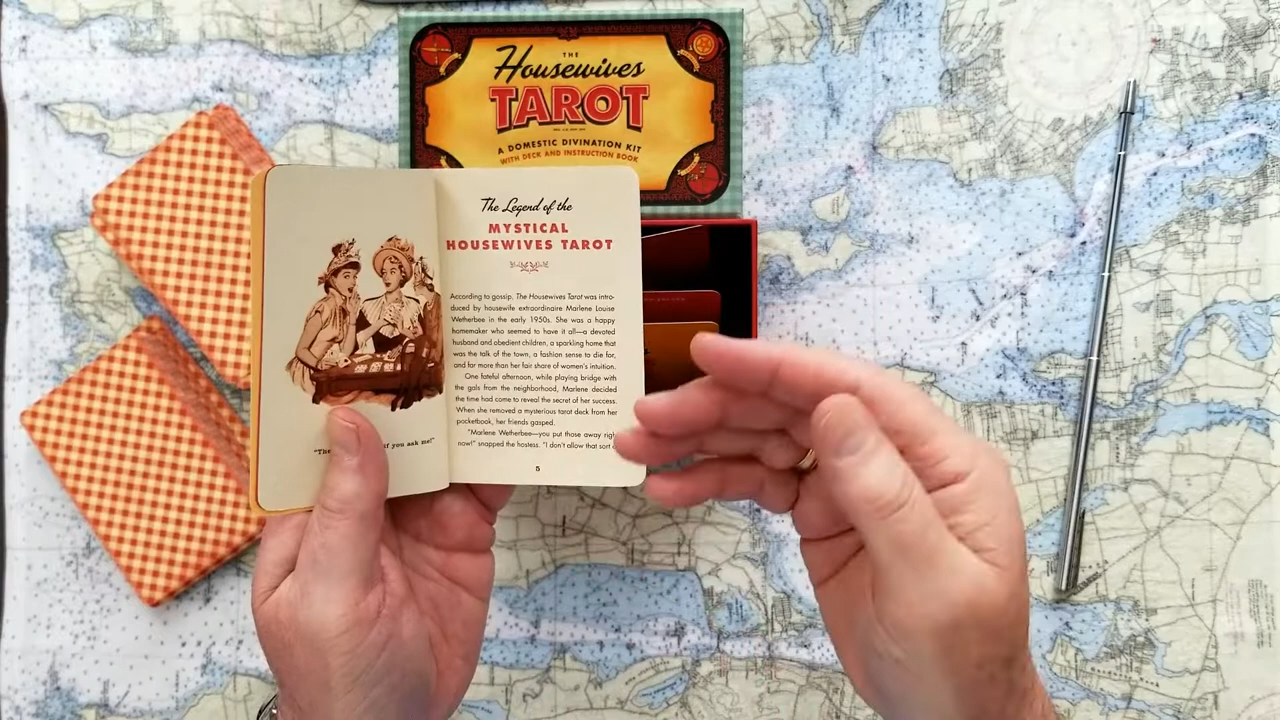 THE
Housewives
TAROT
A DOMESTIC DIVINATION KIT
WITH DECK AND INSTRUCTION BOOK
The Legend of the
MYSTICAL
HOUSEWIVES TAROT
According to gossip, The Housewives Tarot was intro-
duced by housewife extraordinaire Marlene Louise
Wetherbee in the early 1950s. She was a happy
homemaker who seemed to have it all—a devoted
husband and obedient children, a sparkling home that
was the talk of the town, a fashion sense to die for,
and far more than her fair share of women's intuition.
One fateful afternoon, while playing bridge with
the gals from the neighborhood, Marlene decided
the time had come to reveal the secret of her success.
When she removed a mysterious tarot deck from her
pocketbook, her friends gasped.
"Marlene Wetherbee—you put those away right
now!" snapped the hostess. "I don't allow that sort
5
if you ask me!"